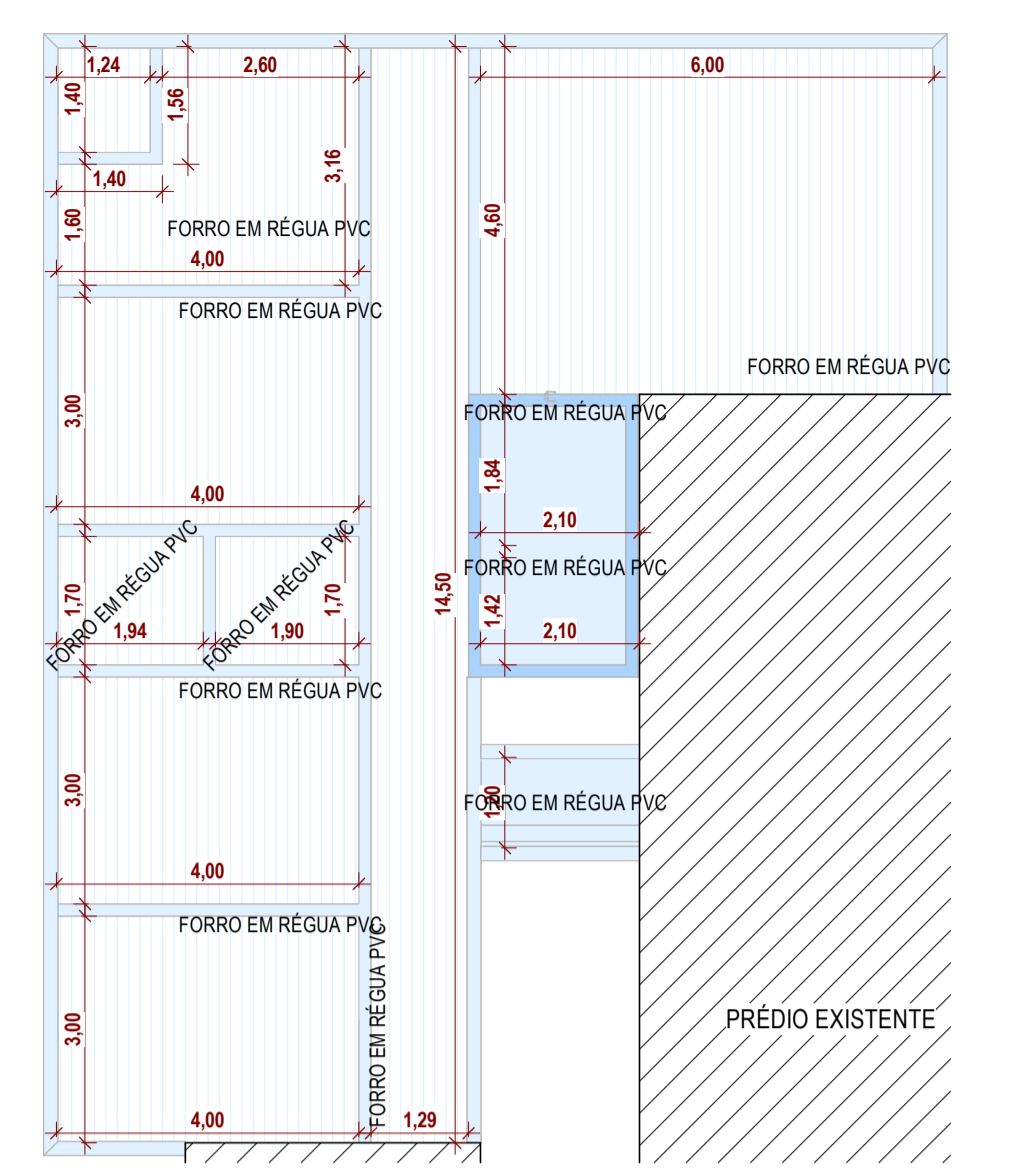 1,24
2,60
6,00
1,40
1,56
3,16
1,40
1,60
4,60
FORRO EM RÉGUA PVC
4,00
FORRO EM RÉGUA PVC
FORRO EM RÉGUA PVC
3,00
FORRO EM RÉGUA PVC
1,84
4,00
2,10
FORRO EM RÉGUA PVC
FORRO EM RÉGUA PVC
FORRO EM RÉGUA PVC
14,50
1,70
1,70
1,42
1,94
1,90
2,10
FORRO EM RÉGUA PVC
3,00
FORRO EM RÉGUA PVC
4,00
FORRO EM RÉGUA PVC
FORRO EM RÉGUA PVC
3,00
PRÉDIO EXISTENTE
4,00
1,29